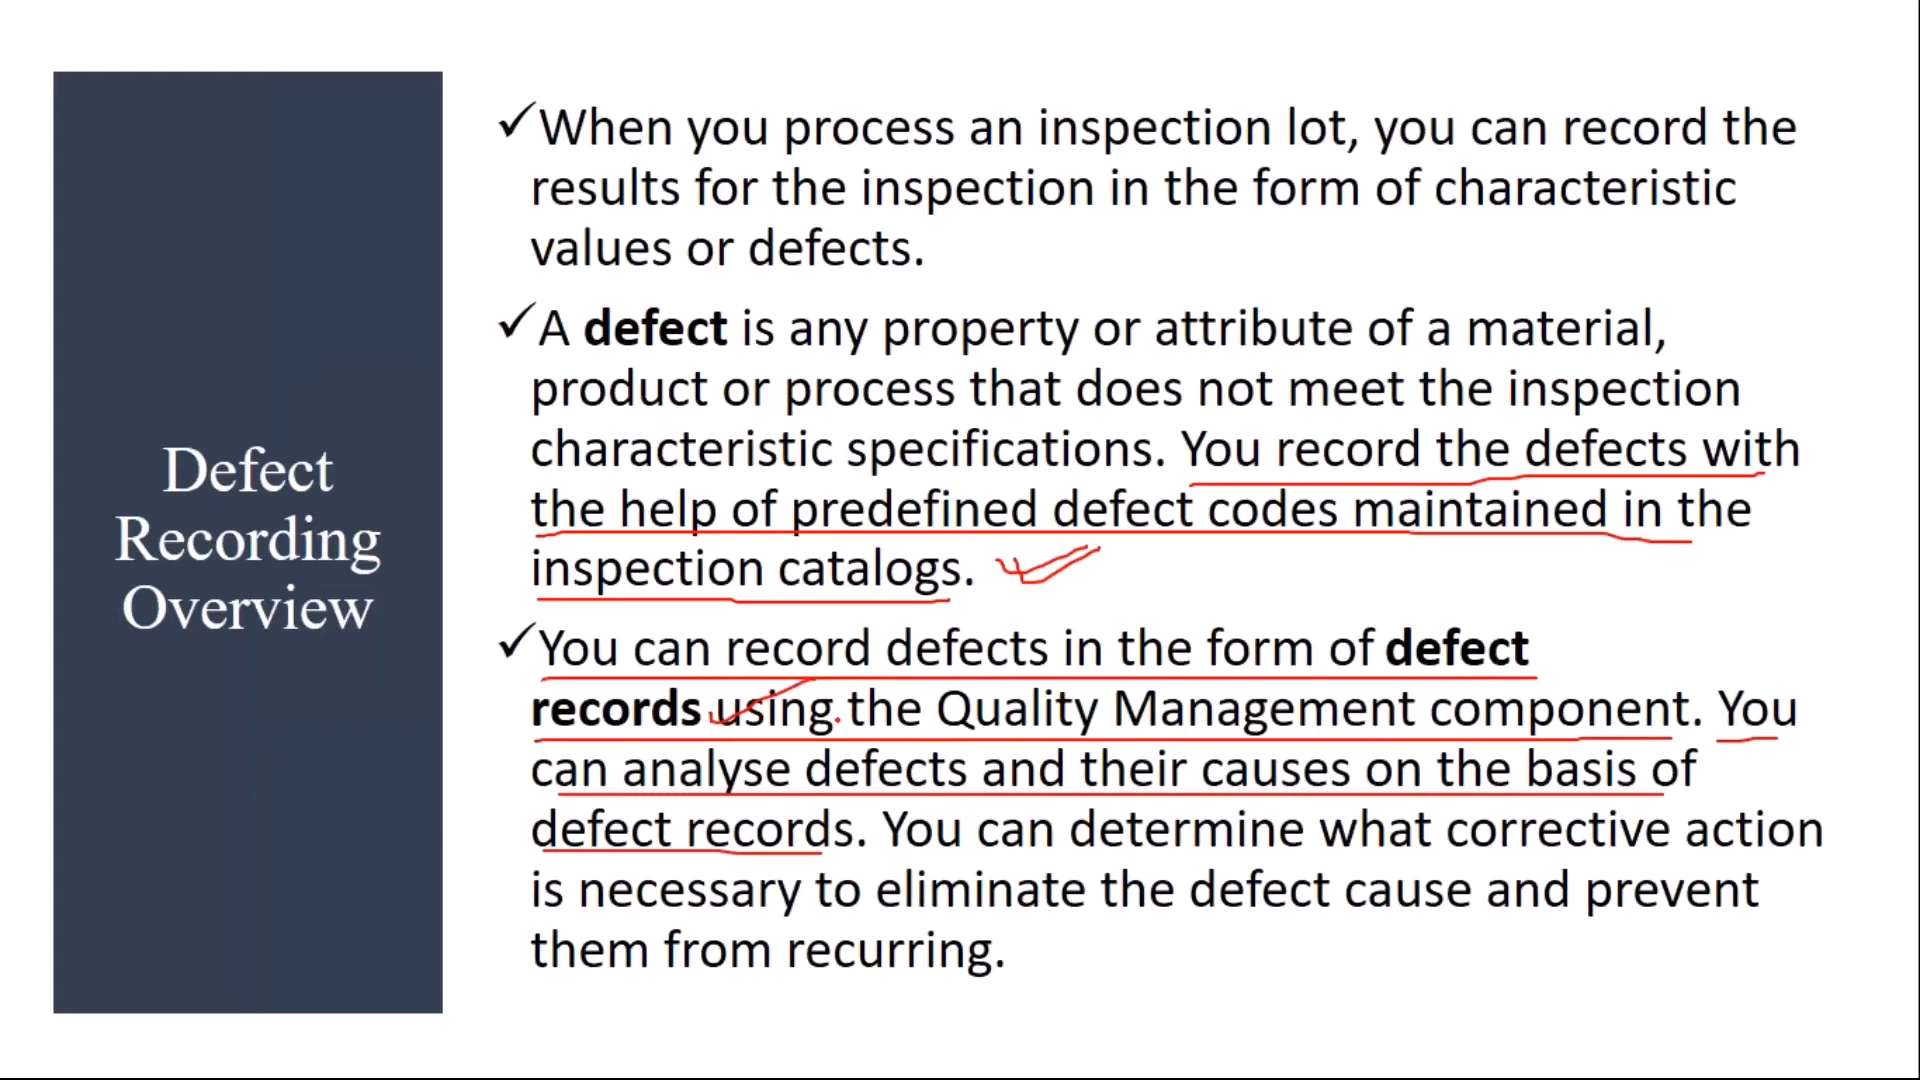 Defect
Recording
Overview
✓When you process an inspection lot, you can record the
results for the inspection in the form of characteristic
values or defects.
✓A defect is any property or attribute of a material,
product or process that does not meet the inspection
characteristic specifications. You record the defects with
the help of predefined defect codes maintained in the
inspection catalogs.
✓You can record defects in the form of defect
records using the Quality Management component. You
can analyse defects and their causes on the basis of
defect records. You can determine what corrective action
is necessary to eliminate the defect cause and prevent
them from recurring.